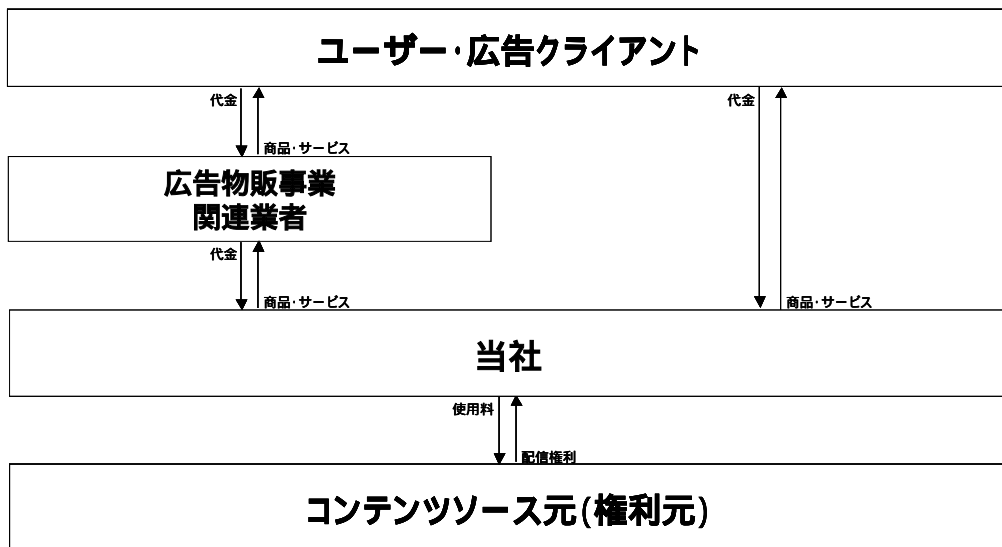 ユーザー・広告クライアント
代金
代金
商品・サービス
広告物販事業
関連業者
代金
商品・サービス
商品・サービス
当社
使用料
配信権利
コンテンツソース元(権利元)